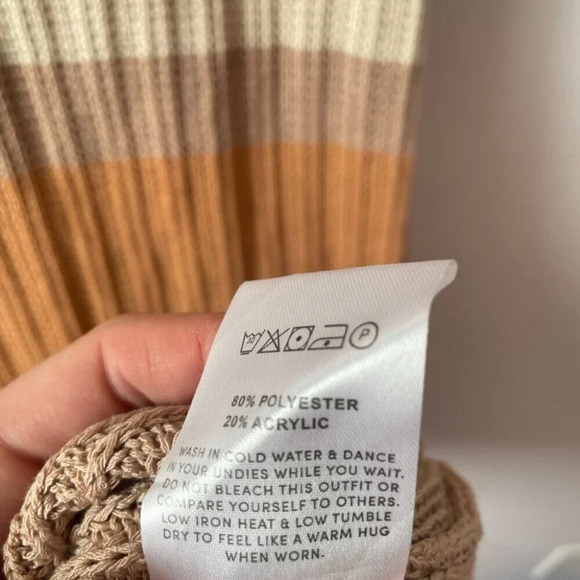 P
80% POLYESTER
20% ACRYLIC
WASH IN COLD WATER & DANCE
IN YOUR UNDIES WHILE YOU WAIT.
DO NOT BLEACH THIS OUTFIT OR
COMPARE YOURSELF TO OTHERS.
LOW IRON HEAT & LOW TUMBLE
DRY TO FEEL LIKE A WARM HUG
WHEN WORN.